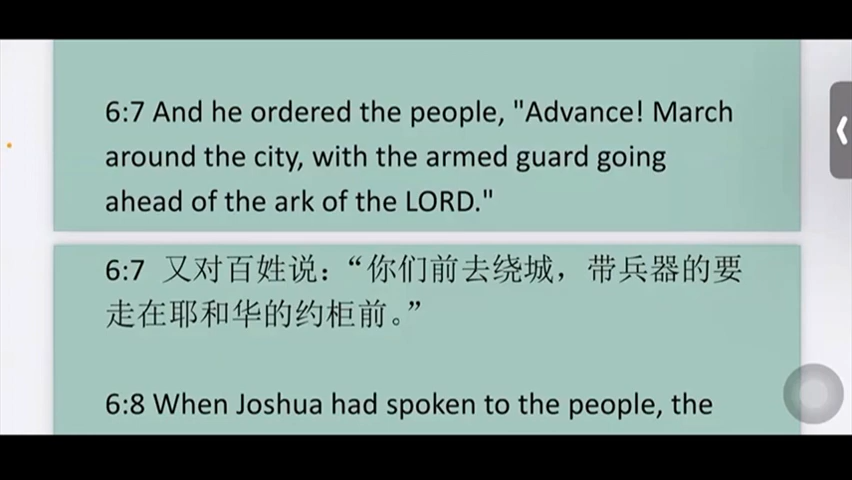 6:7 And he ordered the people, "Advance! March
around the city, with the armed guard going
ahead of the ark of the LORD."
6:7 又对百姓说：“你们前去绕城，带兵器的要
走在耶和华的约柜前。”
6:8 When Joshua had spoken to the people, the